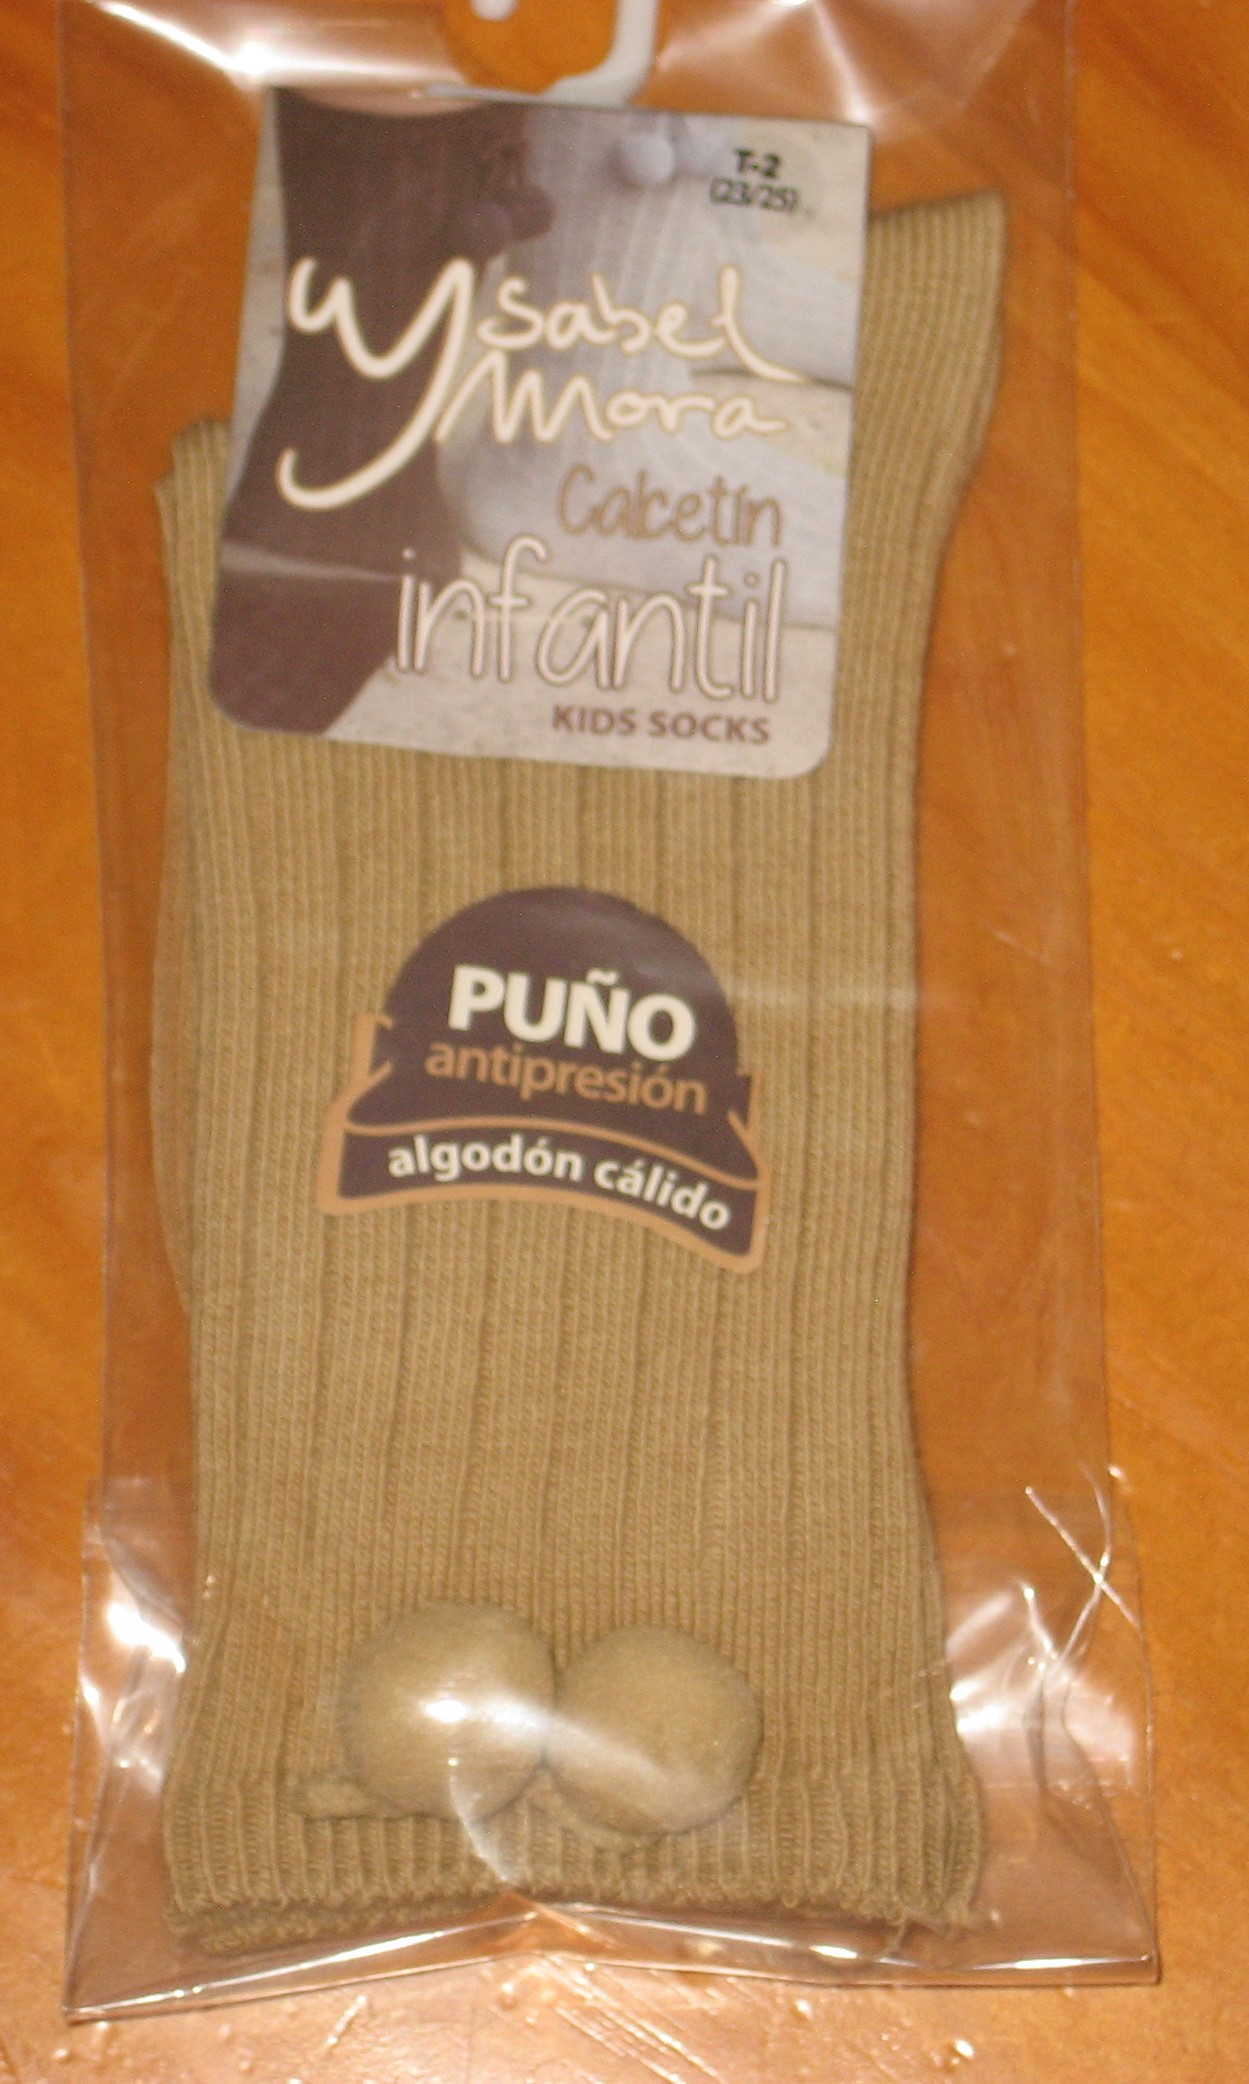 T-2
(23/25)
Ysabel
Mora
Calcetín
infantil
KIDS SOCKS
PUÑO
antipresión
algodón cálido